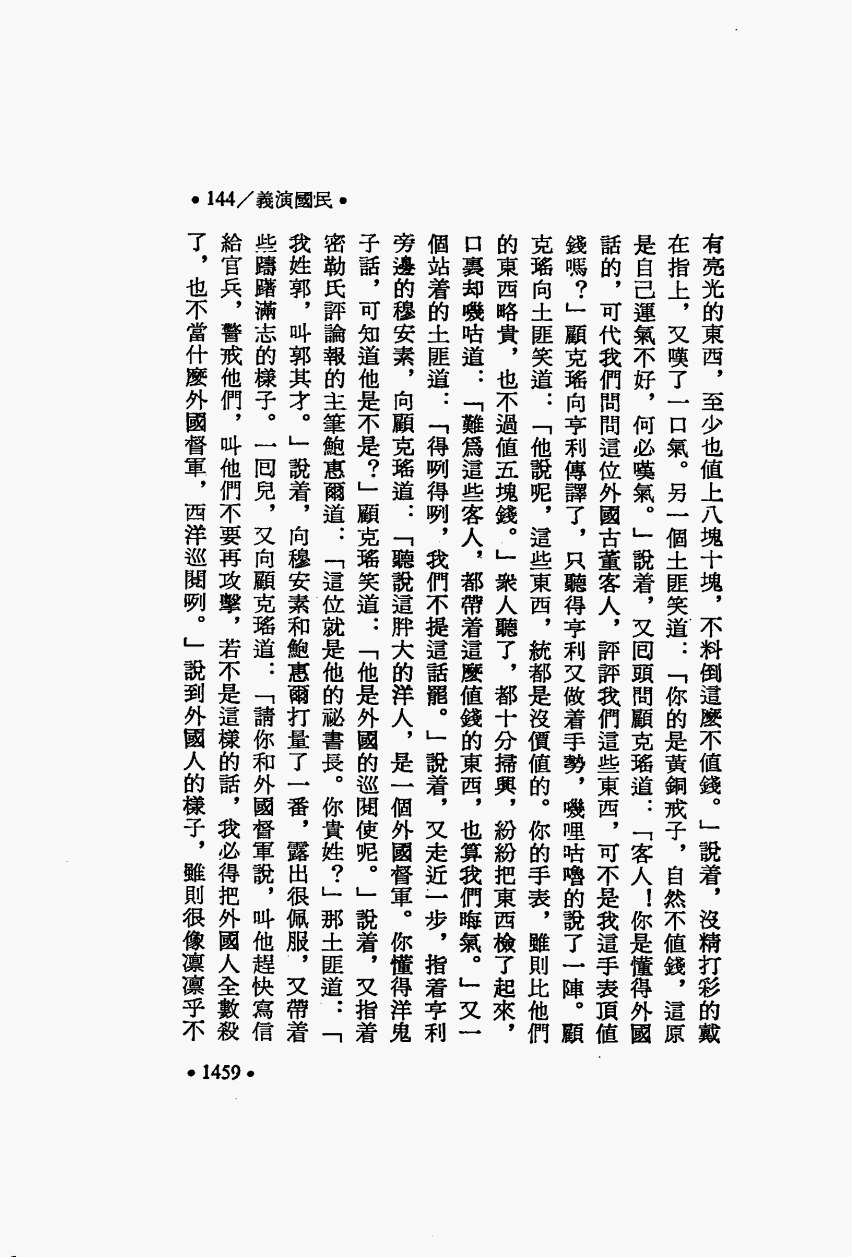 •民國演義／144•
有亮光的東西，至少也値上八塊十塊，不料倒這麼不値錢。」說着，沒精打彩的戴
在指上，又嘆了一口氣。另一個土匪笑道：「你的是黃銅戒子，自然不値錢，這原
是自己運氣不好，何必嘆氣。」說着，又囘頭問顧克瑤道：「客人！你是懂得外國
話的，可代我們問問這位外國古董客人，評評我們這些東西，可不是我這手表頂値
錢嗎？」顧克瑤向亨利傳譯了，只聽得亨利又做着手勢，嘰哩咕嚕的說了一陣。顧
克瑤向土匪笑道：「他說呢，這些東西，統都是沒價値的。你的手表，雖則比他們
的東西略貴，也不過値五塊錢。」衆人聽了，都十分掃興，紛紛把東西檢了起來，
口裏却嘰咕道：「難爲這些客人，都帶着這麼値錢的東西，也算我們晦氣。」又一
個站着的土匪道：「得咧得咧，我們不提這話罷。」說着，又走近一步，指着亨利
旁邊的穆安素，向顧克瑤道：「聽說這胖大的洋人，是一個外國督軍。你懂得洋鬼
子話，可知道他是不是？」顧克瑤笑道：「他是外國的巡閱使呢。」說着，又指着
密勒氏評論報的主筆鮑惠爾道：「這位就是他的祕書長。你貴姓？」那土匪道：「
我姓郭，叫郭其才。」說着，向穆安素和鮑惠爾打量了一番，露出很佩服，又帶着
些躊躇滿志的樣子。一囘兒，又向顧克瑤道：「請你和外國督軍說，叫他趕快寫信
給官兵，警戒他們，叫他們不要再攻擊，若不是這樣的話，我必得把外國人全數殺
了，也不當什麼外國督軍，西洋巡閱咧。」說到外國人的樣子，雖則很像凛凛乎不
•1459•